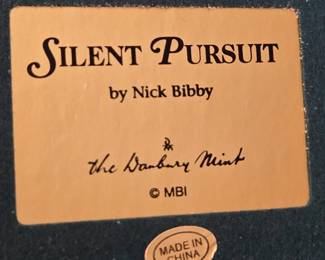 SILENT PURSUIT
by Nick Bibby
The Danbury Mint
© MBI
MADE IN
CHINA